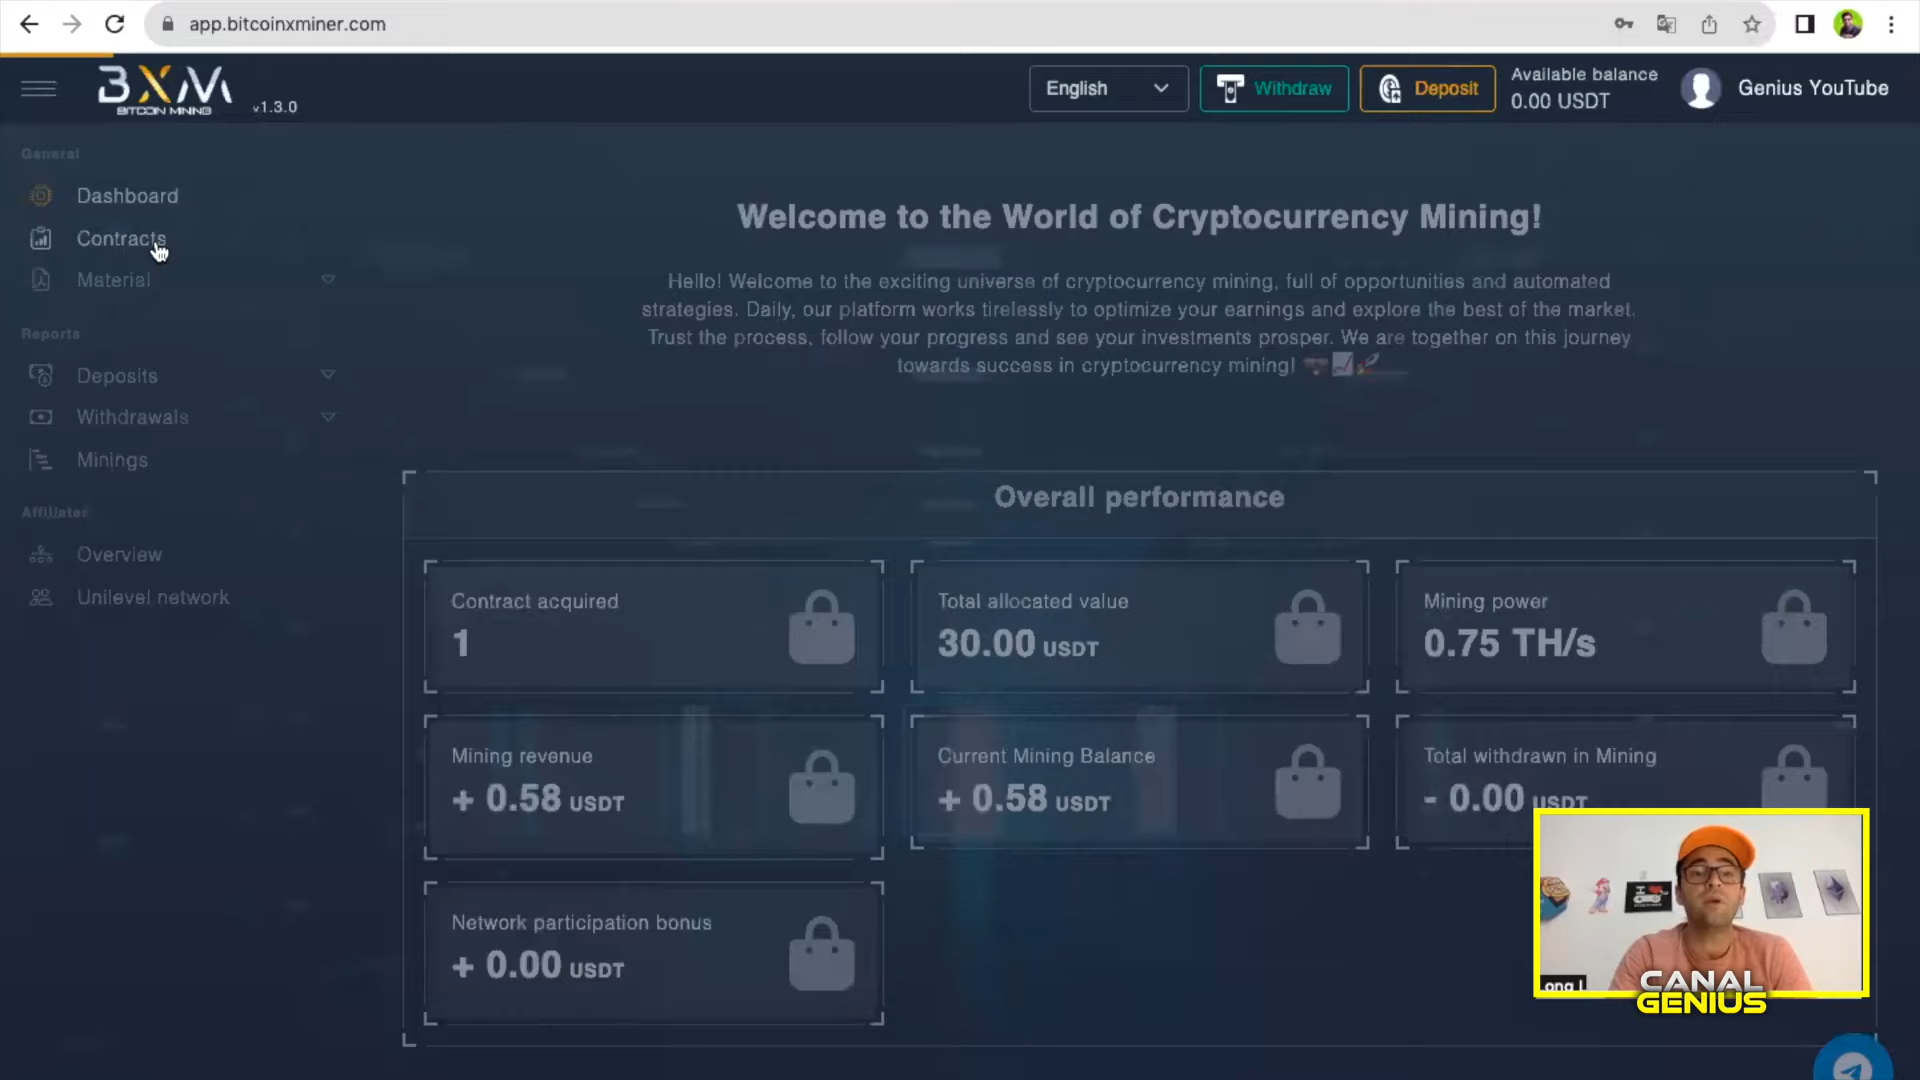 app.bitcoinxminer.com
BXM
BITCOIN MINING
v1.3.0
English
Withdraw
Deposit
Available balance
0.00 USDT
Genius YouTube
General
Dashboard
Contracts
Material
Reports
Deposits
Withdrawals
Minings
Affiliates
Overview
Unilevel network
Welcome to the World of Cryptocurrency Mining!
Hello! Welcome to the exciting universe of cryptocurrency mining, full of opportunities and automated
strategies. Daily, our platform works tirelessly to optimize your earnings and explore the best of the market.
Trust the process, follow your progress and see your investments prosper. We are together on this journey
towards success in cryptocurrency mining!
Overall performance
Contract acquired
1
Total allocated value
30.00 USDT
Mining power
0.75 TH/s
Mining revenue
+ 0.58 USDT
Current Mining Balance
+ 0.58 USDT
Total withdrawn in Mining
- 0.00 USDT
Network participation bonus
+ 0.00 USDT
CANAL
GENIUS